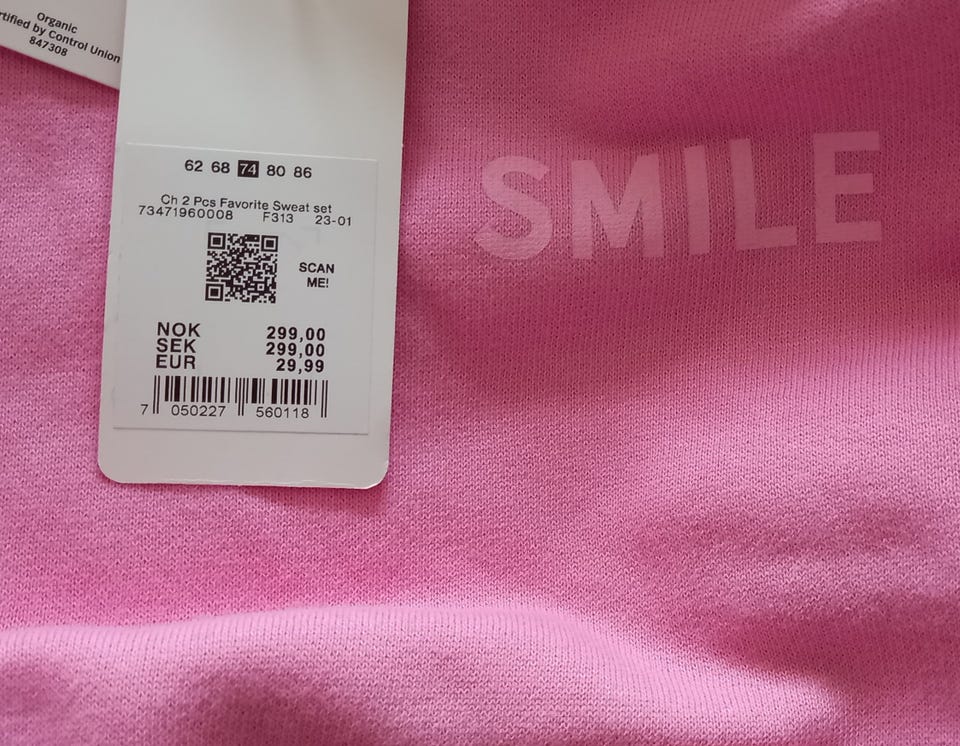 Organic
Certified by Control Union
847308
62 68 74 80 86
Ch 2 Pcs Favorite Sweat set
73471960008 F313 23-01
SCAN
ME!
NOK 299,00
SEK 299,00
EUR 29,99
7 050227 560118
SMILE